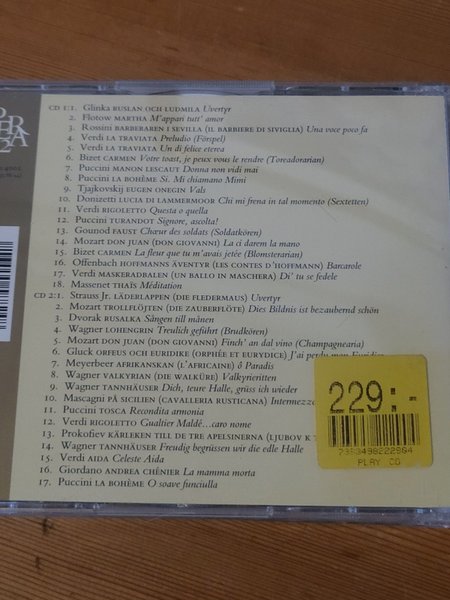 CD 1:1. Glinka RUSLAN OCH LUDMILA Uvertyr
2. Flotow MARTHA M'appari tutt' amor
3. Rossini BARBERAREN I SEVILLA (IL BARBIERE DI SIVIGLIA) Una voce poco fa
4. Verdi LA TRAVIATA Preludio (Förspel)
5. Verdi LA TRAVIATA Un di felice eterea
6. Bizet CARMEN Votre toast, je peux vous le rendre (Toreadorarian)
7. Puccini MANON LESCAUT Donna non vidi mai
8. Puccini LA BOHÈME Si. Mi chiamano Mimi
9. Tjajkovskij EUGEN ONEGIN Vals
10. Donizetti LUCIA DI LAMMERMOOR Chi mi frena in tal momento (Sextetten)
11. Verdi RIGOLETTO Questa o quella
12. Puccini TURANDOT Signore, ascolta!
13. Gounod FAUST Chœur des soldats (Soldatkören)
14. Mozart DON JUAN (DON GIOVANNI) La ci darem la mano
15. Bizet CARMEN La fleur que tu m'avais jetée (Blomsterarian)
16. Offenbach HOFFMANNS ÄVENTYR (LES CONTES D'HOFFMANN) Barcarole
17. Verdi MASKERADBALEN (UN BALLO IN MASCHERA) Di' tu se fedele
18. Massenet THAÏS Méditation
CD 2:1. Strauss Jr. LÄDERLAPPEN (DIE FLEDERMAUS) Uvertyr
2. Mozart TROLLFLÖJTEN (DIE ZAUBERFLÖTE) Dies Bildnis ist bezaubernd schön
3. Dvorak RUSALKA Sången till månen
4. Wagner LOHENGRIN Treulich geführt (Brudkören)
5. Mozart DON JUAN (DON GIOVANNI) Finch' an dal vino (Champagnearia)
6. Gluck ORFEUS OCH EURIDIKE (ORPHÉE ET EURYDICE) J'ai perdu mon Euridice
7. Meyerbeer AFRIKANSKAN (L'AFRICAINE) ô Paradis
8. Wagner VALKYRIAN (DIE WALKÜRE) Valkyrieritten
9. Wagner TANNHÄUSER Dich, teure Halle, grüss ich wieder
10. Mascagni PÅ SICILIEN (CAVALLERIA RUSTICANA)
11. Puccini TOSCA Recondita armonia
12. Verdi RIGOLETTO Gualtier Maldè...caro nome
13. Prokofiev KÄRLEKEN TILL DE TRE APELSINERNA (LJUBOV K T
14. Wagner TANNHÄUSER Freudig begrüssen wir die edle Halle
15. Verdi AIDA Celeste Aida
16. Giordano ANDREA CHÉNIER La mamma morta
17. Puccini LA BOHÈME O soave funciulla
229:-
PLAY CD